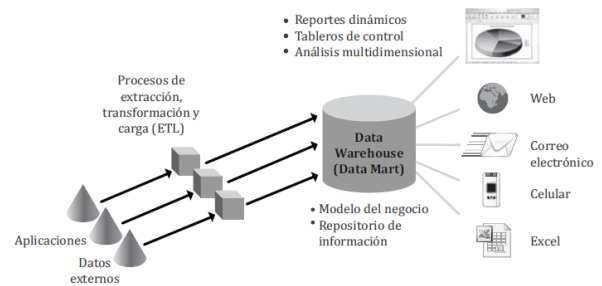 • Reportes dinámicos
• Tableros de control
• Análisis multidimensional
Procesos de
extracción,
transformación y
carga (ETL)
Data
Warehouse
(Data Mart)
Web
Correo
electrónico
Celular
Excel
• Modelo del negocio
• Repositorio de
información
Aplicaciones
Datos
externos